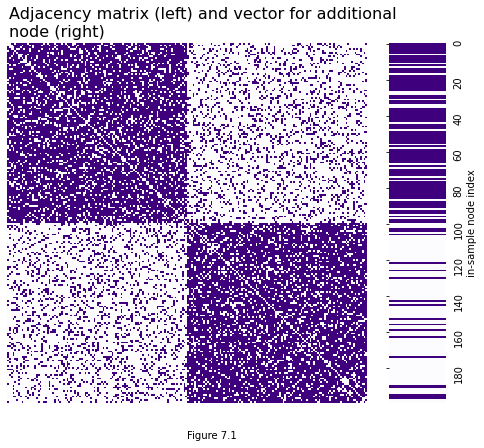 Adjacency matrix (left) and vector for additional
node (right)
0
20
40
60
80
100
120
140
160
180
in-sample node index
Figure 7.1